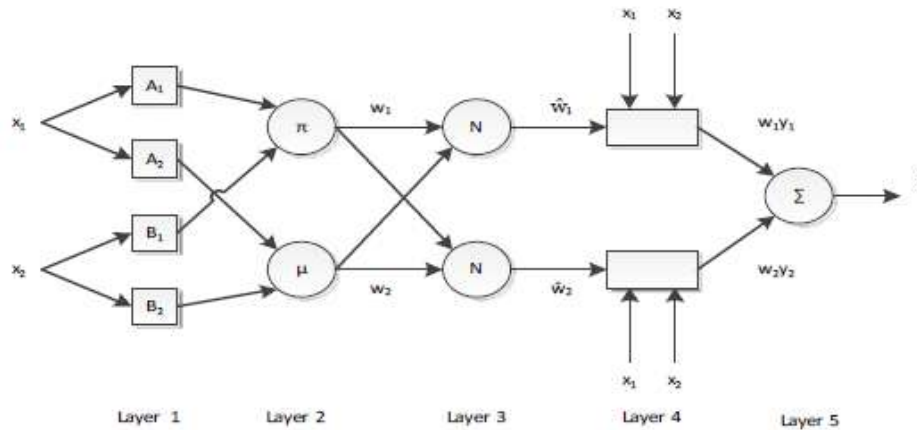 x₁ x₂
A₁
π w₁ N ŵ₁ w₁y₁
x₁
A₂
Σ
B₁
x₂
μ w₂ N ŵ₂ w₂y₂
B₂
x₁ x₂
Layer 1 Layer 2 Layer 3 Layer 4 Layer 5